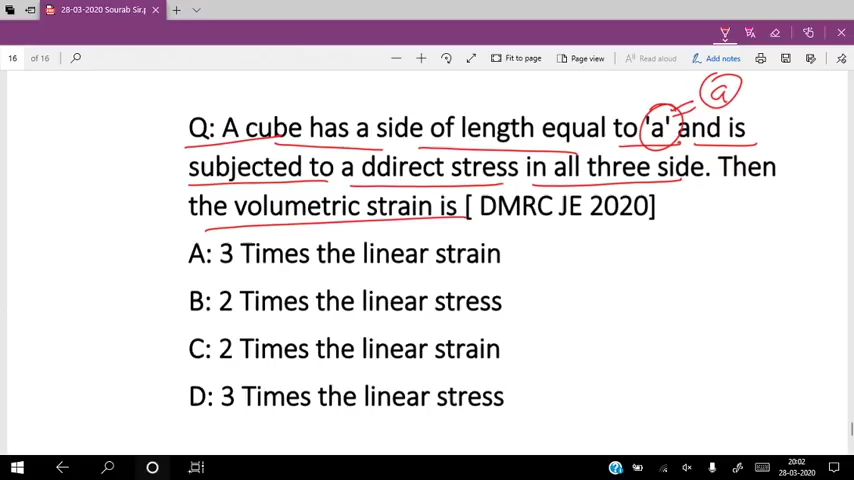 28-03-2020 Sourab Sir.p
16 of 16
Fit to page
Page view
Read aloud
Add notes
a
Q: A cube has a side of length equal to 'a' and is
subjected to a ddirect stress in all three side. Then
the volumetric strain is [ DMRC JE 2020]
A: 3 Times the linear strain
B: 2 Times the linear stress
C: 2 Times the linear strain
D: 3 Times the linear stress
20:02
28-03-2020